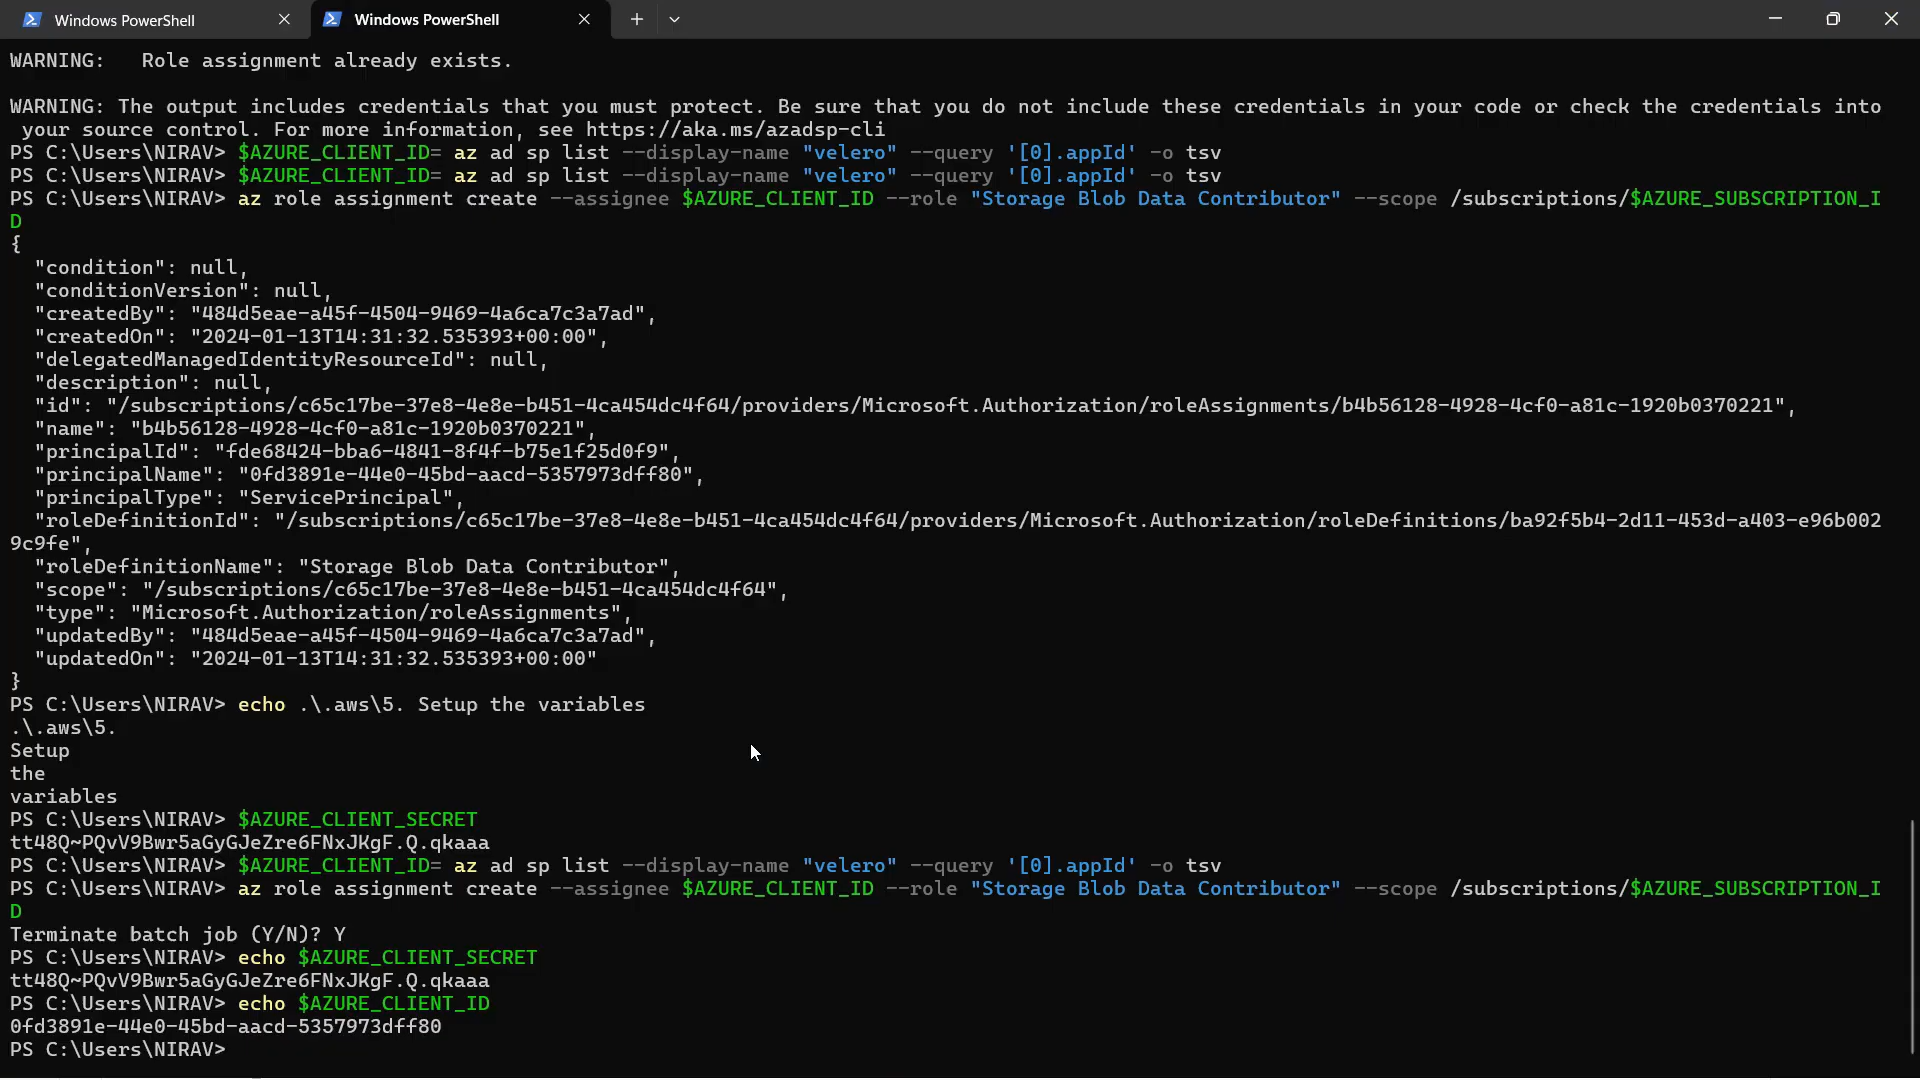 Windows PowerShell
Windows PowerShell
WARNING:   Role assignment already exists.
WARNING: The output includes credentials that you must protect. Be sure that you do not include these credentials in your code or check the credentials into
 your source control. For more information, see https://aka.ms/azadsp-cli
PS C:\Users\NIRAV> $AZURE_CLIENT_ID= az ad sp list --display-name "velero" --query '[0].appId' -o tsv
PS C:\Users\NIRAV> $AZURE_CLIENT_ID= az ad sp list --display-name "velero" --query '[0].appId' -o tsv
PS C:\Users\NIRAV> az role assignment create --assignee $AZURE_CLIENT_ID --role "Storage Blob Data Contributor" --scope /subscriptions/$AZURE_SUBSCRIPTION_I
D
{
  "condition": null,
  "conditionVersion": null,
  "createdBy": "484d5eae-a45f-4504-9469-4a6ca7c3a7ad",
  "createdOn": "2024-01-13T14:31:32.535393+00:00",
  "delegatedManagedIdentityResourceId": null,
  "description": null,
  "id": "/subscriptions/c65c17be-37e8-4e8e-b451-4ca454dc4f64/providers/Microsoft.Authorization/roleAssignments/b4b56128-4928-4cf0-a81c-1920b0370221",
  "name": "b4b56128-4928-4cf0-a81c-1920b0370221",
  "principalId": "fde68424-bba6-4841-8f4f-b75e1f25d0f9",
  "principalName": "0fd3891e-44e0-45bd-aacd-5357973dff80",
  "principalType": "ServicePrincipal",
  "roleDefinitionId": "/subscriptions/c65c17be-37e8-4e8e-b451-4ca454dc4f64/providers/Microsoft.Authorization/roleDefinitions/ba92f5b4-2d11-453d-a403-e96b002
9c9fe",
  "roleDefinitionName": "Storage Blob Data Contributor",
  "scope": "/subscriptions/c65c17be-37e8-4e8e-b451-4ca454dc4f64",
  "type": "Microsoft.Authorization/roleAssignments",
  "updatedBy": "484d5eae-a45f-4504-9469-4a6ca7c3a7ad",
  "updatedOn": "2024-01-13T14:31:32.535393+00:00"
}
PS C:\Users\NIRAV> echo .\.aws\5. Setup the variables
.\.aws\5.
Setup
the
variables
PS C:\Users\NIRAV> $AZURE_CLIENT_SECRET
tt48Q~PQvV9Bwr5aGyGJeZre6FNxJKgF.Q.qkaaa
PS C:\Users\NIRAV> $AZURE_CLIENT_ID= az ad sp list --display-name "velero" --query '[0].appId' -o tsv
PS C:\Users\NIRAV> az role assignment create --assignee $AZURE_CLIENT_ID --role "Storage Blob Data Contributor" --scope /subscriptions/$AZURE_SUBSCRIPTION_I
D
Terminate batch job (Y/N)? Y
PS C:\Users\NIRAV> echo $AZURE_CLIENT_SECRET
tt48Q~PQvV9Bwr5aGyGJeZre6FNxJKgF.Q.qkaaa
PS C:\Users\NIRAV> echo $AZURE_CLIENT_ID
0fd3891e-44e0-45bd-aacd-5357973dff80
PS C:\Users\NIRAV>